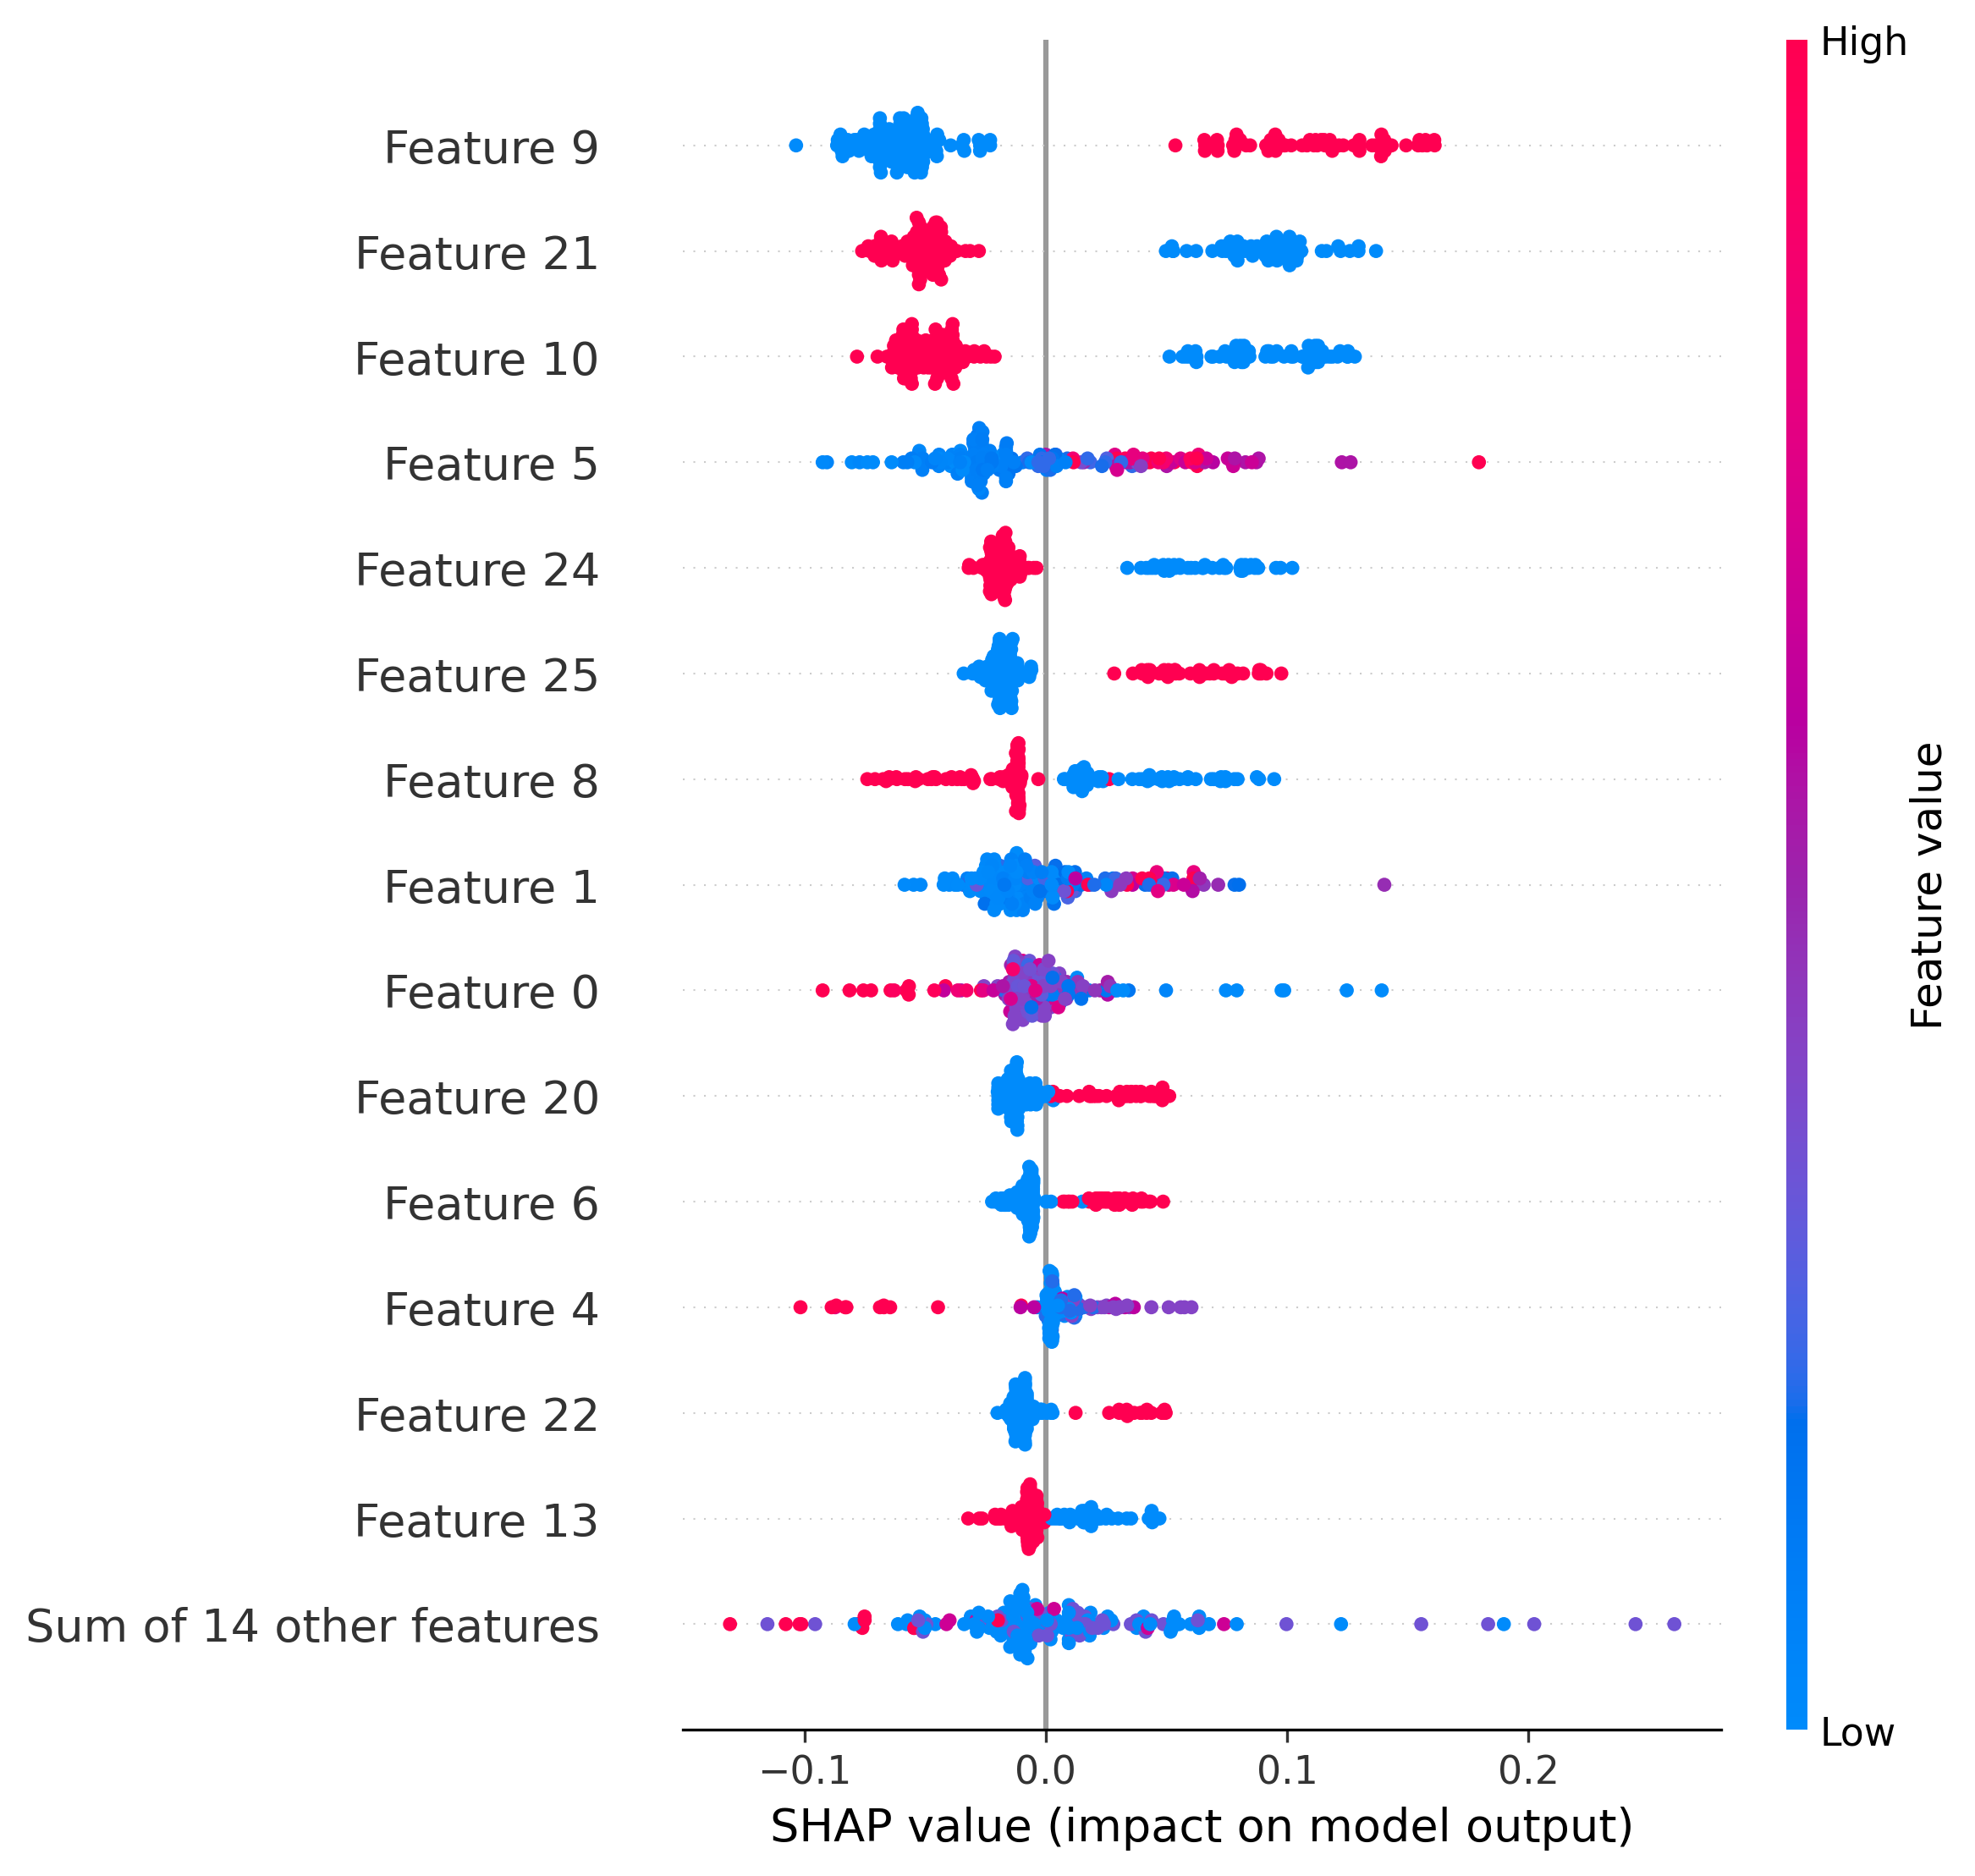 High
Feature 9
Feature 21
Feature 10
Feature 5
Feature 24
Feature 25
Feature 8
Feature 1
Feature 0
Feature 20
Feature 6
Feature 4
Feature 22
Feature 13
Sum of 14 other features
Feature value
Low
−0.1 0.0 0.1 0.2
SHAP value (impact on model output)